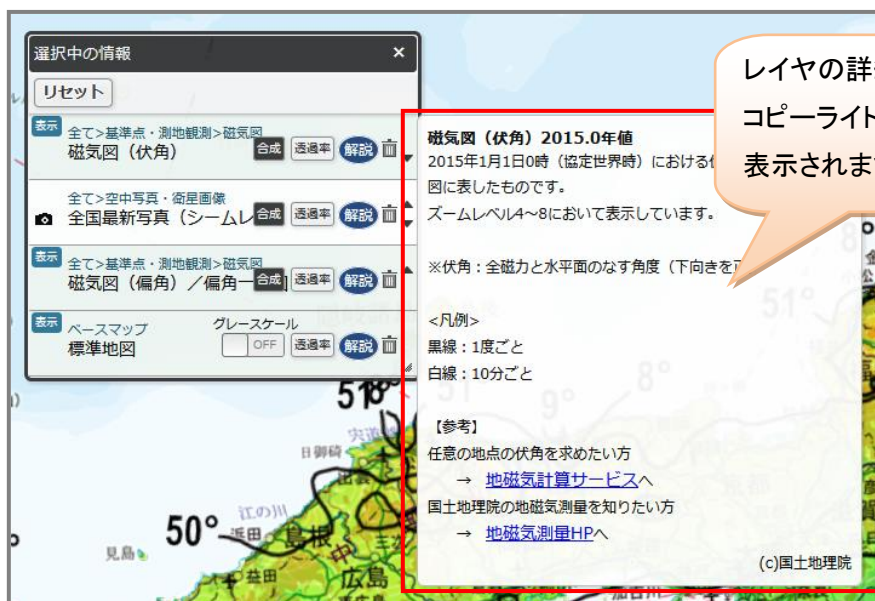 選択中の情報
×
リセット
表示
全て>基準点・測地観測>磁気図
磁気図（伏角）
合成
透過率
解説
全て>空中写真・衛星画像
全国最新写真（シームレ
合成
透過率
解説
表示
全て>基準点・測地観測>磁気図
磁気図（偏角）／偏角一
合成
透過率
解説
表示
ベースマップ
標準地図
グレースケール
OFF
透過率
解説
磁気図（伏角）2015.0年値
2015年1月1日0時（協定世界時）における
図に表したものです。
ズームレベル4～8において表示しています。
※伏角：全磁力と水平面のなす角度（下向きを
<凡例>
黒線：1度ごと
白線：10分ごと
【参考】
任意の地点の伏角を求めたい方
→ 地磁気計算サービスへ
国土地理院の地磁気測量を知りたい方
→ 地磁気測量HPへ
(c)国土地理院
レイヤの詳
コピーライト
表示されま
51°
51°
8°
9°
日御碕
江の川
50°
浜田
島根
見島
益田
広島